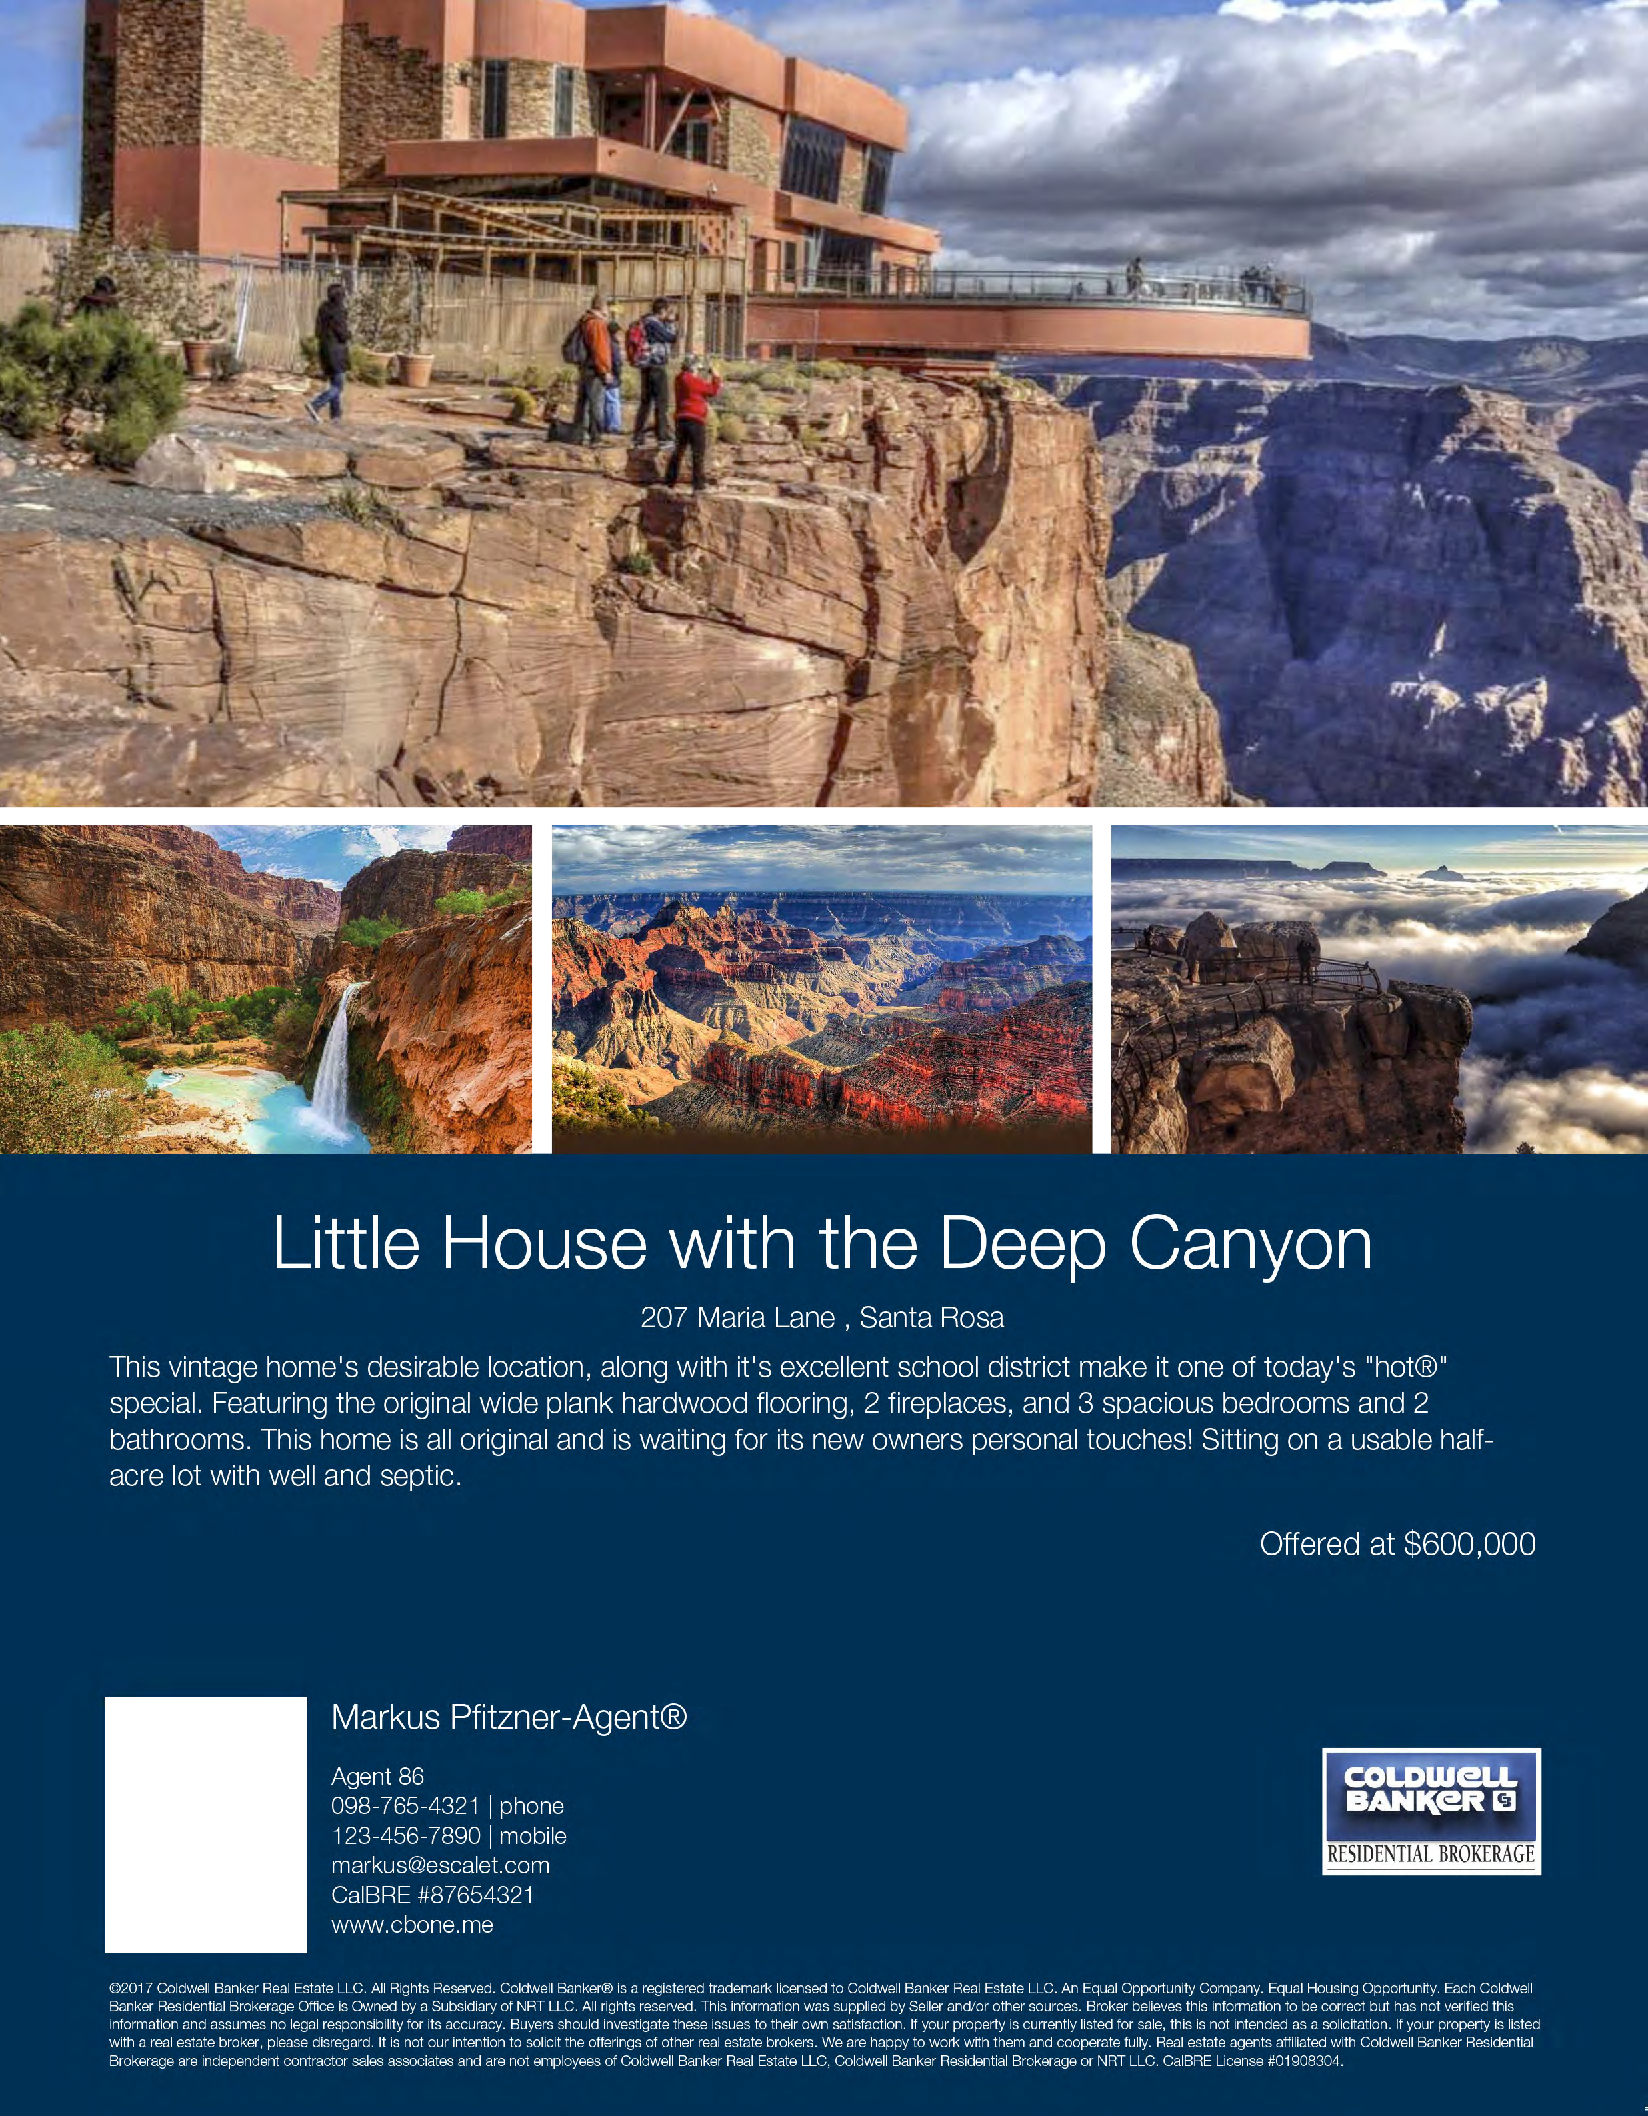 Little House with the Deep Canyon
207 Maria Lane , Santa Rosa
This vintage home's desirable location, along with it's excellent school district make it one of today's "hot®"
special. Featuring the original wide plank hardwood flooring, 2 fireplaces, and 3 spacious bedrooms and 2
bathrooms. This home is all original and is waiting for its new owners personal touches! Sitting on a usable half-
acre lot with well and septic.
Offered at $600,000
Markus Pfitzner-Agent®
Agent 86
098-765-4321 | phone
123-456-7890 | mobile
markus@escalet.com
CalBRE #87654321
www.cbone.me
COLDWELL
BANKER CB
RESIDENTIAL BROKERAGE
©2017 Coldwell Banker Real Estate LLC. All Rights Reserved. Coldwell Banker® is a registered trademark licensed to Coldwell Banker Real Estate LLC. An Equal Opportunity Company. Equal Housing Opportunity. Each Coldwell
Banker Residential Brokerage Office is Owned by a Subsidiary of NRT LLC. All rights reserved. This information was supplied by Seller and/or other sources. Broker believes this information to be correct but has not verified this
information and assumes no legal responsibility for its accuracy. Buyers should investigate these issues to their own satisfaction. If your property is currently listed for sale, this is not intended as a solicitation. If your property is listed
with a real estate broker, please disregard. It is not our intention to solicit the offerings of other real estate brokers. We are happy to work with them and cooperate fully. Real estate agents affiliated with Coldwell Banker Residential
Brokerage are independent contractor sales associates and are not employees of Coldwell Banker Real Estate LLC, Coldwell Banker Residential Brokerage or NRT LLC. CalBRE License #01908304.